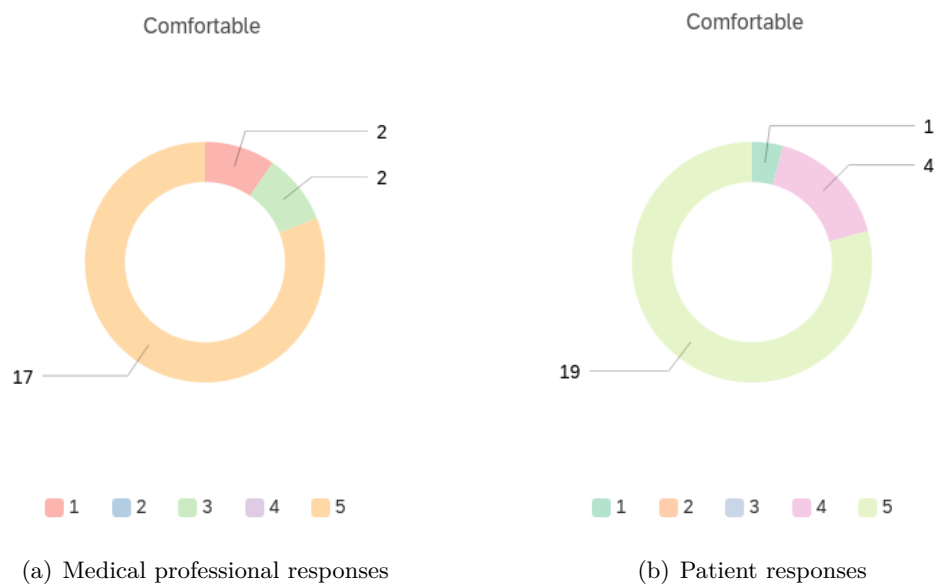 Comfortable
2
2
17
1 2 3 4 5
(a) Medical professional responses
Comfortable
1
4
19
1 2 3 4 5
(b) Patient responses